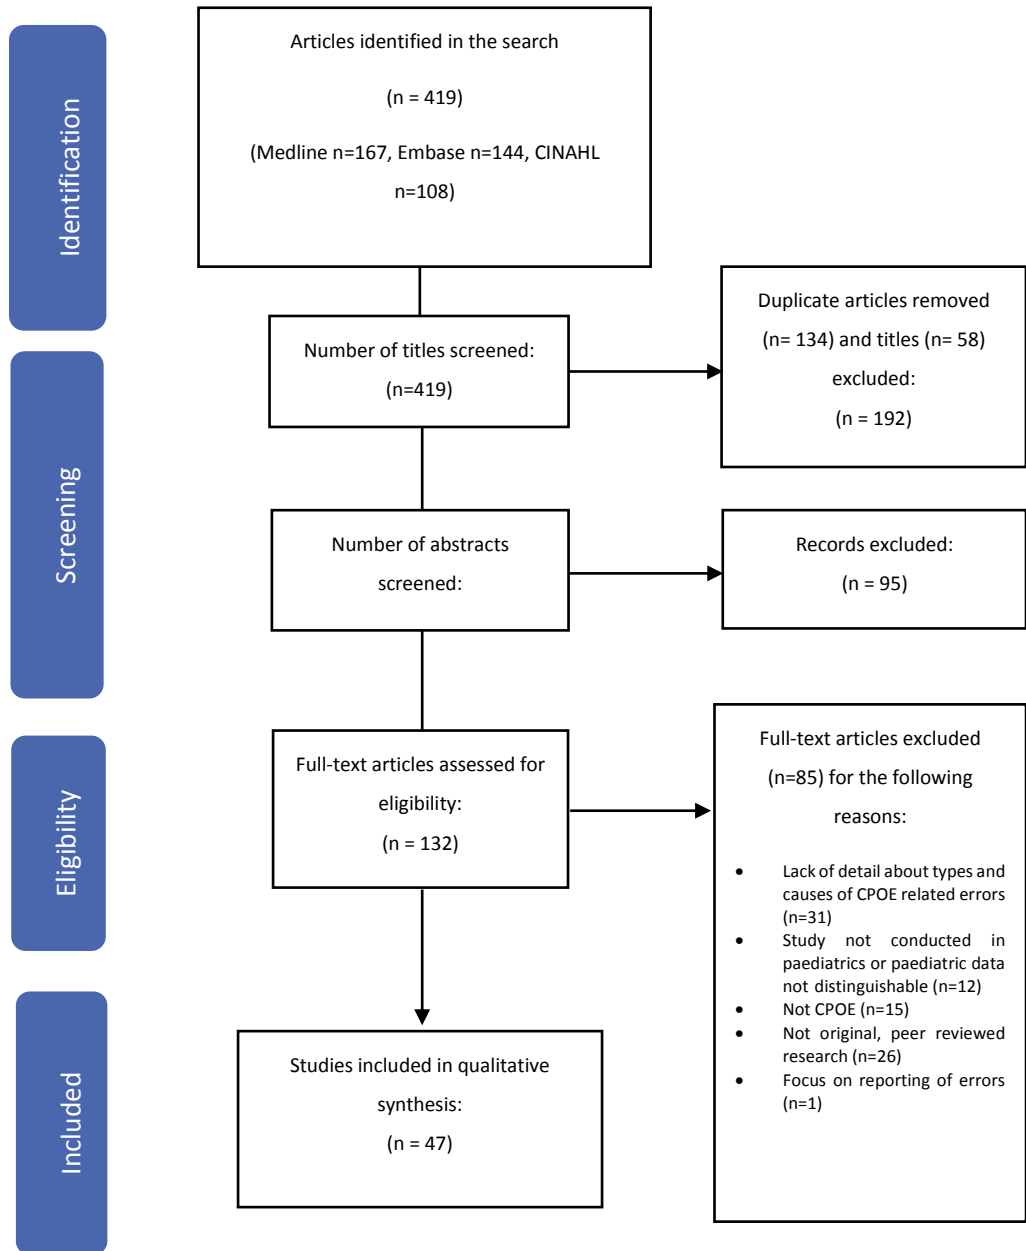 Identification
Articles identified in the search
(n = 419)
(Medline n=167, Embase n=144, CINAHL
n=108)
Duplicate articles removed
(n= 134) and titles (n= 58)
excluded:
(n = 192)
Number of titles screened:
(n=419)
Screening
Number of abstracts
screened:
Records excluded:
(n = 95)
Eligibility
Full-text articles assessed for
eligibility:
(n = 132)
Full-text articles excluded
(n=85) for the following
reasons:
• Lack of detail about types and
causes of CPOE related errors
(n=31)
• Study not conducted in
paediatrics or paediatric data
not distinguishable (n=12)
• Not CPOE (n=15)
• Not original, peer reviewed
research (n=26)
• Focus on reporting of errors
(n=1)
Included
Studies included in qualitative
synthesis:
(n = 47)